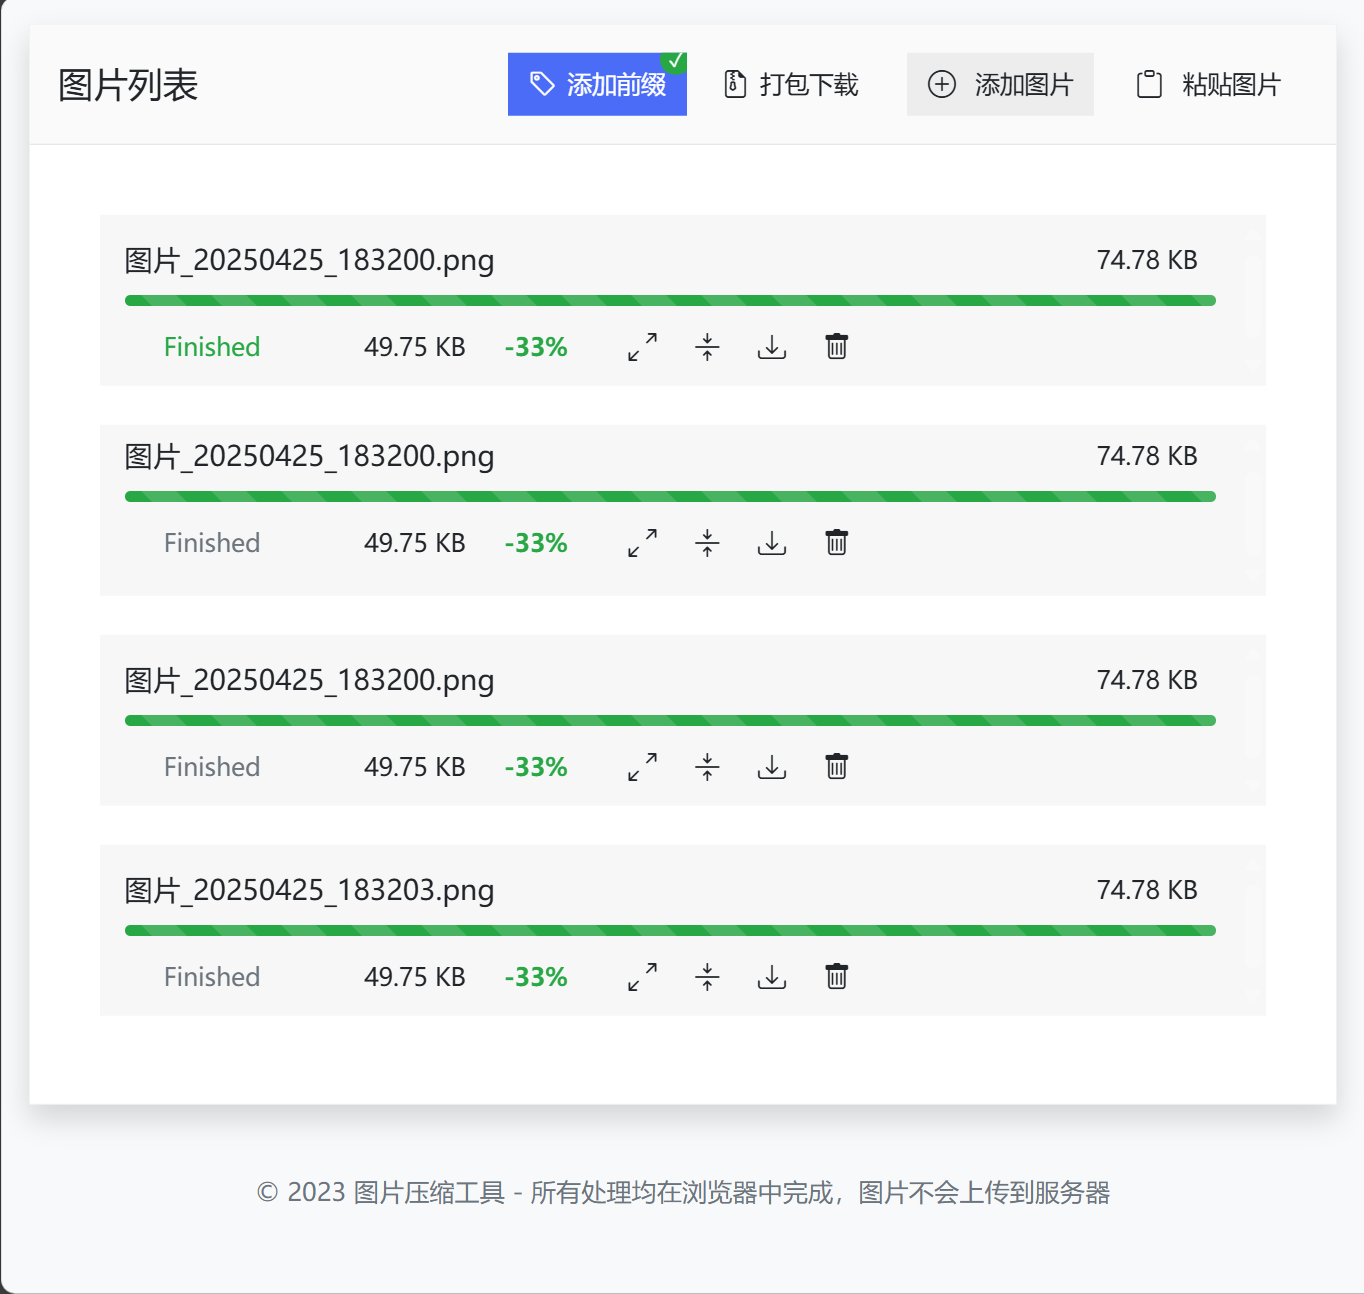 图片列表
添加前缀
打包下载
添加图片
粘贴图片
图片_20250425_183200.png
74.78 KB
Finished
49.75 KB
-33%
图片_20250425_183200.png
74.78 KB
Finished
49.75 KB
-33%
图片_20250425_183200.png
74.78 KB
Finished
49.75 KB
-33%
图片_20250425_183203.png
74.78 KB
Finished
49.75 KB
-33%
© 2023 图片压缩工具 - 所有处理均在浏览器中完成，图片不会上传到服务器